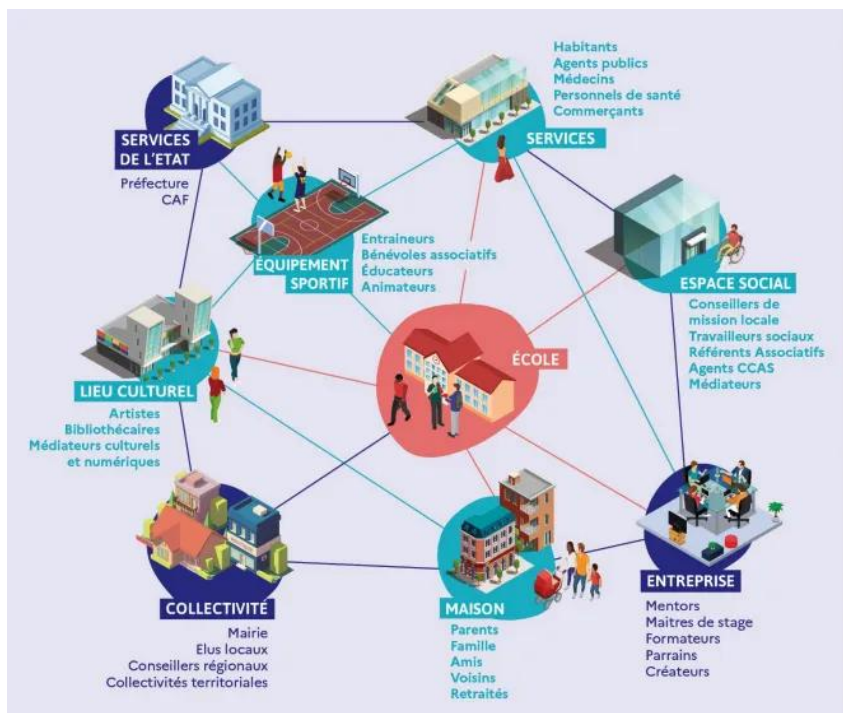 SERVICES
DE L'ETAT
Préfecture
CAF
Habitants
Agents publics
Médecins
Personnels de santé
Commerçants
SERVICES
ÉQUIPEMENT
SPORTIF
Entraineurs
Bénévoles associatifs
Éducateurs
Animateurs
ESPACE SOCIAL
Conseillers de
mission locale
Travailleurs sociaux
Référents Associatifs
Agents CCAS
Médiateurs
ÉCOLE
LIEU CULTUREL
Artistes
Bibliothécaires
Médiateurs culturels
et numériques
COLLECTIVITÉ
Mairie
Elus locaux
Conseillers régionaux
Collectivités territoriales
MAISON
Parents
Famille
Amis
Voisins
Retraités
ENTREPRISE
Mentors
Maitres de stage
Formateurs
Parrains
Créateurs